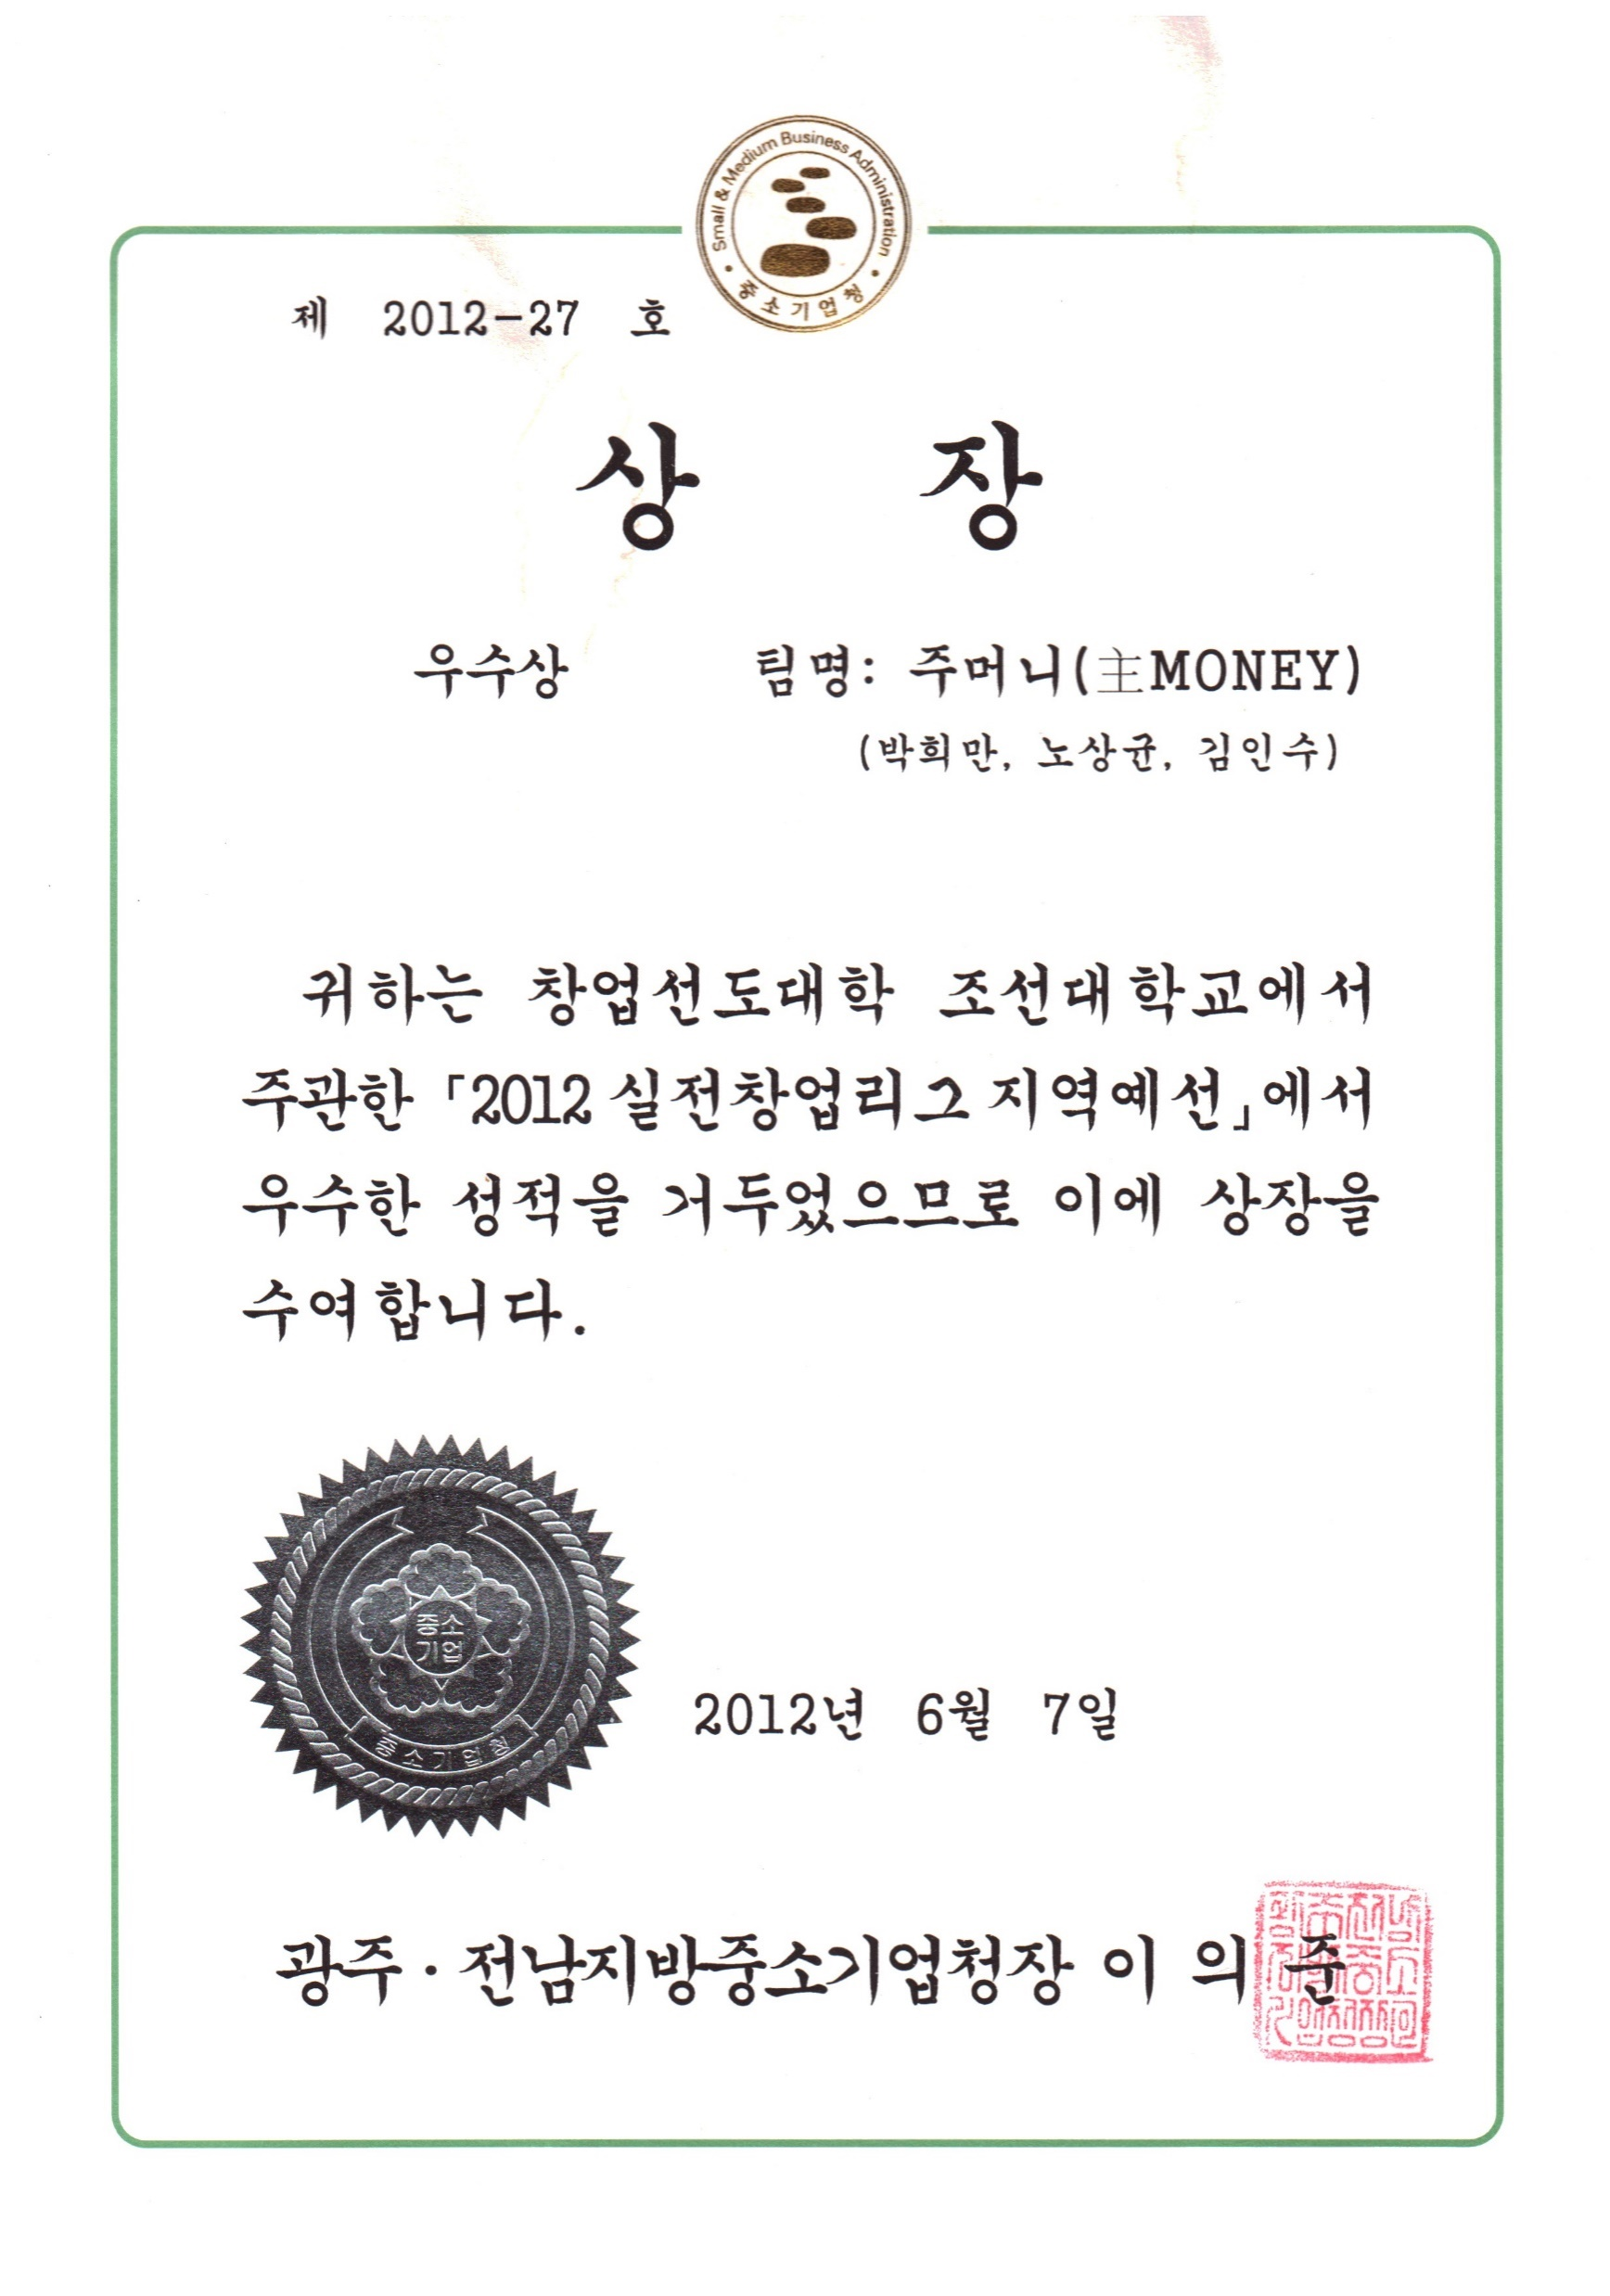 Small & Medium Business Administration
중소기업청
제 2012-27 호
상 장
우수상 팀명: 주머니(主MONEY)
(박희만, 노상균, 김인수)
귀하는 창업선도대학 조선대학교에서
주관한 「2012 실전창업리그 지역예선」에서
우수한 성적을 거두었으므로 이에 상장을
수여합니다.
중소
기업
중소기업청
2012년 6월 7일
광주·전남지방중소기업청장 이 의 준